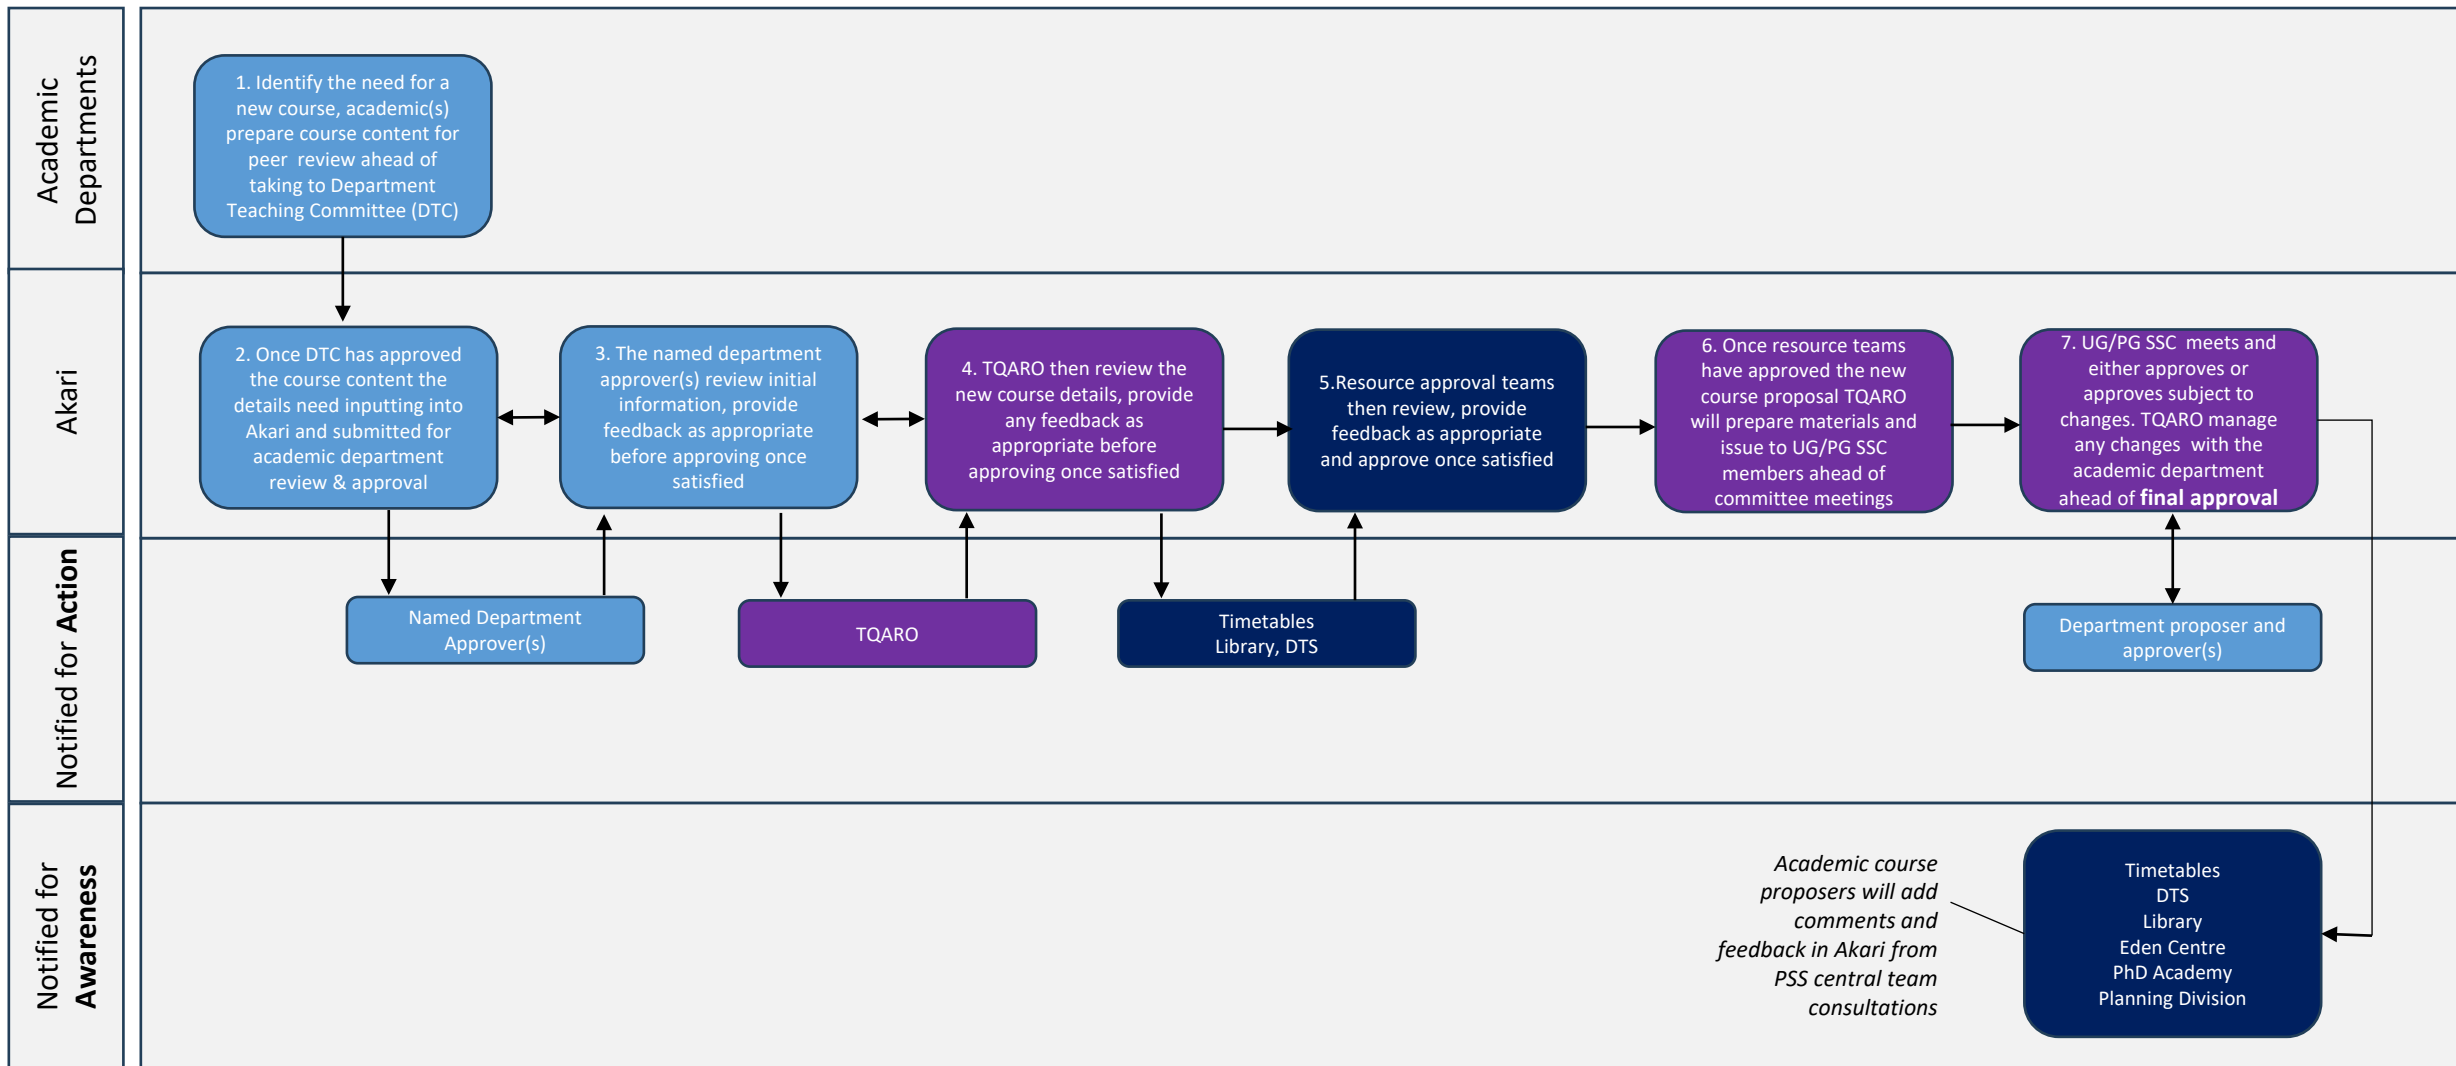 Academic
Departments
1. Identify the need for a
new course, academic(s)
prepare course content for
peer review ahead of
taking to Department
Teaching Committee (DTC)
Akari
2. Once DTC has approved
the course content the
details need inputting into
Akari and submitted for
academic department
review & approval
3. The named department
approver(s) review initial
information, provide
feedback as appropriate
before approving once
satisfied
4. TQARO then review the
new course details, provide
any feedback as
appropriate before
approving once satisfied
5.Resource approval teams
then review, provide
feedback as appropriate
and approve once satisfied
6. Once resource teams
have approved the new
course proposal TQARO
will prepare materials and
issue to UG/PG SSC
members ahead of
committee meetings
7. UG/PG SSC meets and
either approves or
approves subject to
changes. TQARO manage
any changes with the
academic department
ahead of final approval
Notified for Action
Named Department
Approver(s)
TQARO
Timetables
Library, DTS
Department proposer and
approver(s)
Notified for
Awareness
Academic course
proposers will add
comments and
feedback in Akari from
PSS central team
consultations
Timetables
DTS
Library
Eden Centre
PhD Academy
Planning Division